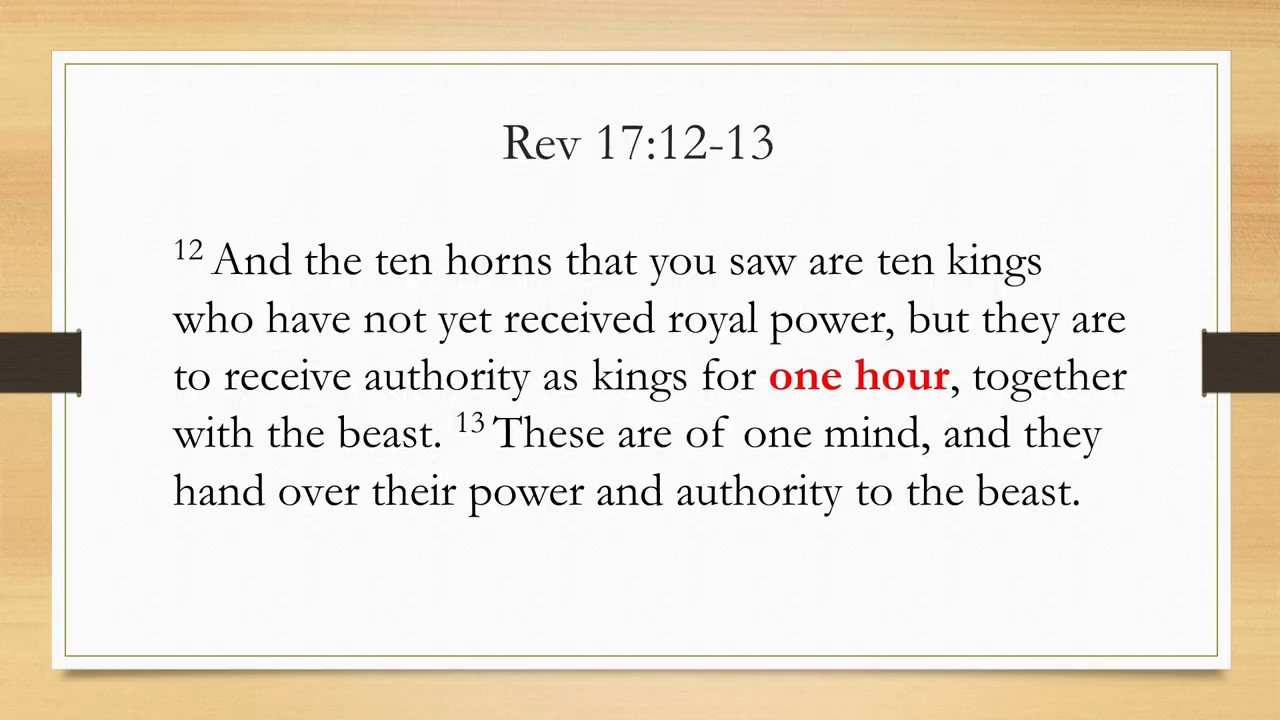 Rev 17:12-13
12 And the ten horns that you saw are ten kings
who have not yet received royal power, but they are
to receive authority as kings for one hour, together
with the beast. 13 These are of one mind, and they
hand over their power and authority to the beast.